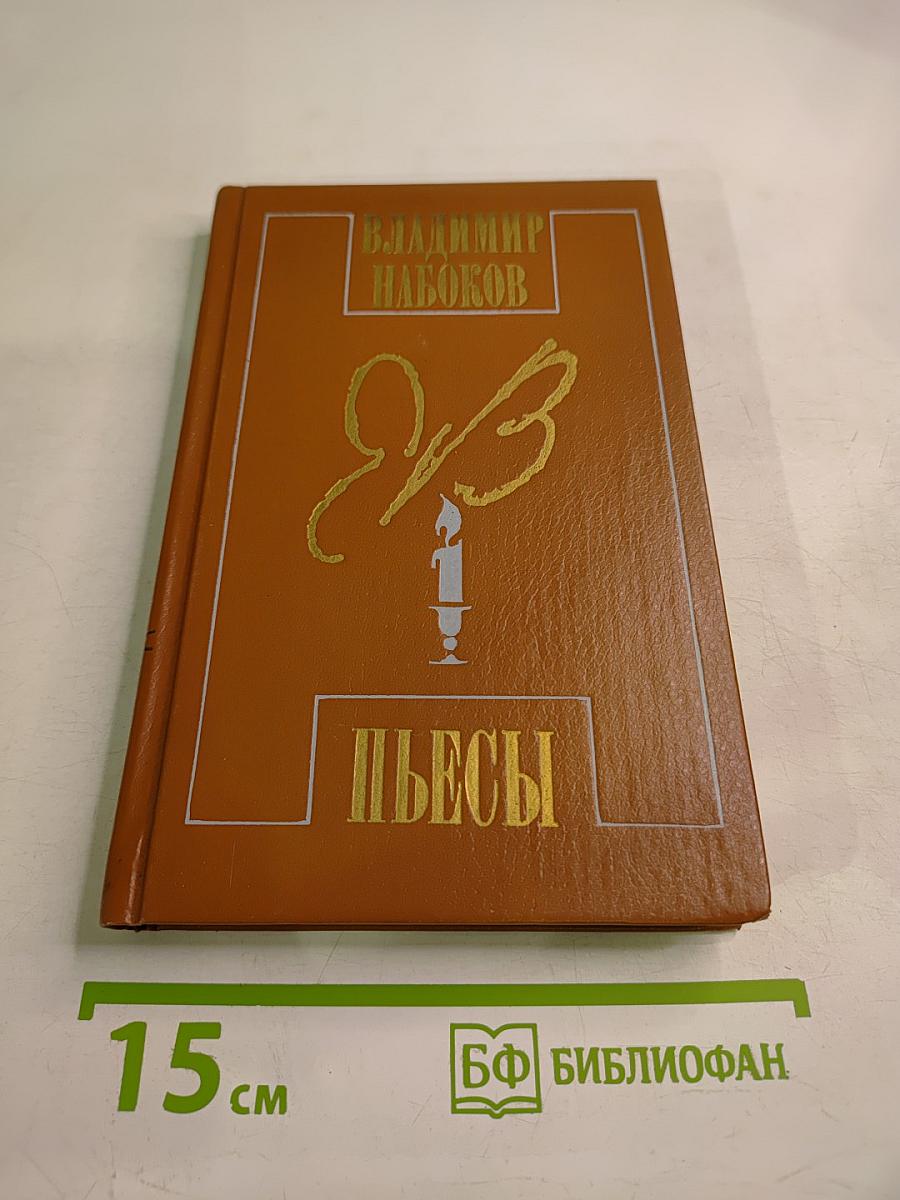 ВЛАДИМИР
НАБОКОВ
ПЬЕСЫ
15 см
БФ БИБЛИОФАН